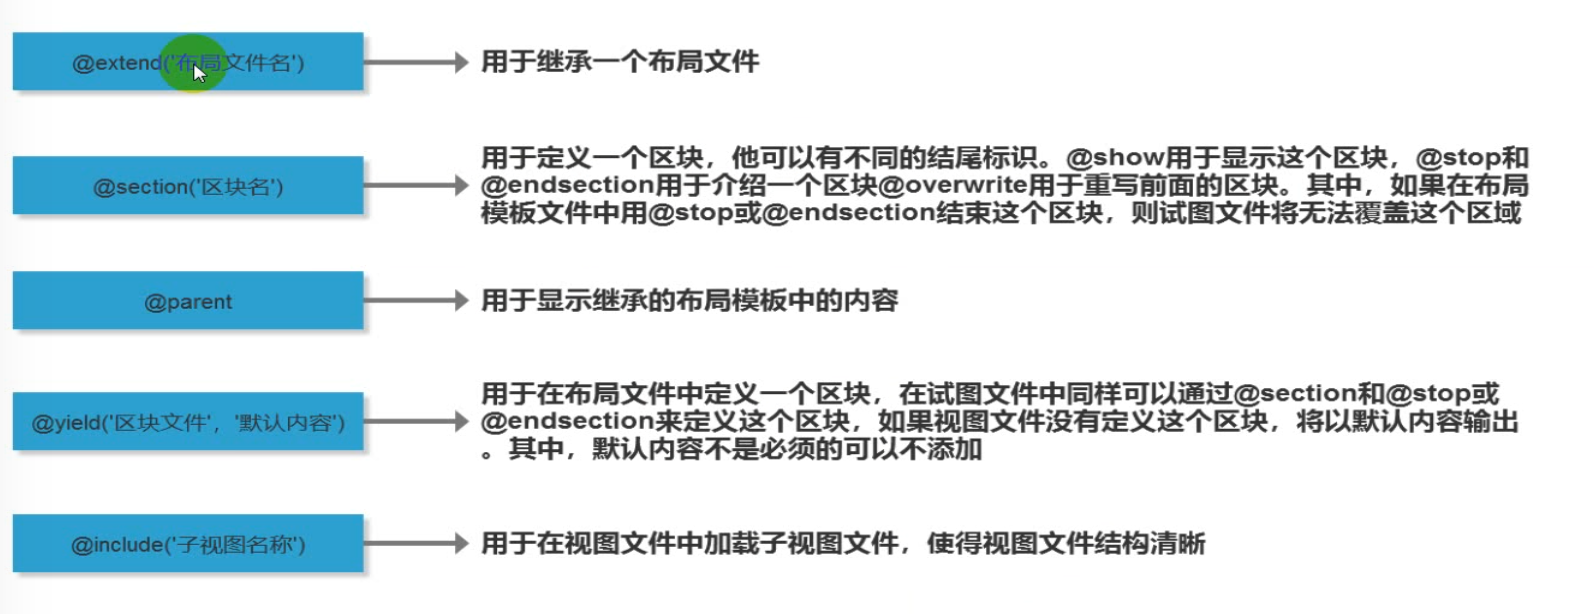 @extend('布局文件名')
用于继承一个布局文件
@section('区块名')
用于定义一个区块，他可以有不同的结尾标识。@show用于显示这个区块，@stop和
@endsection用于介绍一个区块@overwrite用于重写前面的区块。其中，如果在布局
模板文件中用@stop或@endsection结束这个区块，则试图文件将无法覆盖这个区域
@parent
用于显示继承的布局模板中的内容
@yield('区块文件'，'默认内容')
用于在布局文件中定义一个区块，在试图文件中同样可以通过@section和@stop或
@endsection来定义这个区块，如果视图文件没有定义这个区块，将以默认内容输出
。其中，默认内容不是必须的可以不添加
@include('子视图名称')
用于在视图文件中加载子视图文件，使得视图文件结构清晰